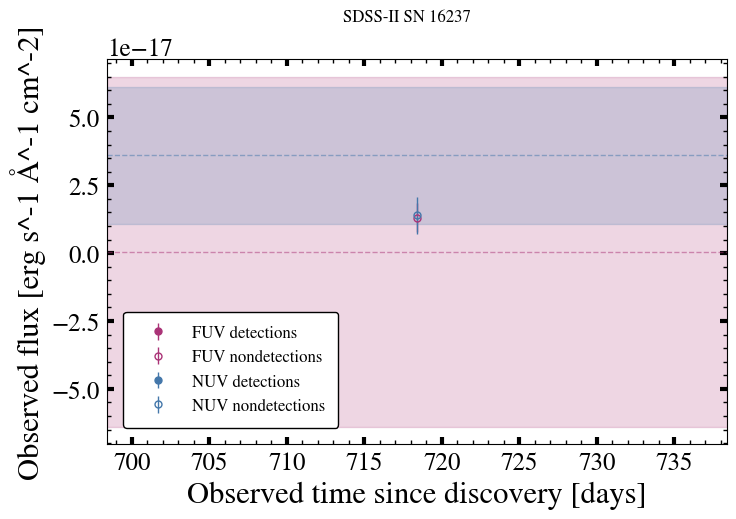 SDSS-II SN 16237
1e−17
Observed flux [erg s^-1 Å^-1 cm^-2]
5.0
2.5
0.0
−2.5
−5.0
FUV detections
FUV nondetections
NUV detections
NUV nondetections
700 705 710 715 720 725 730 735
Observed time since discovery [days]